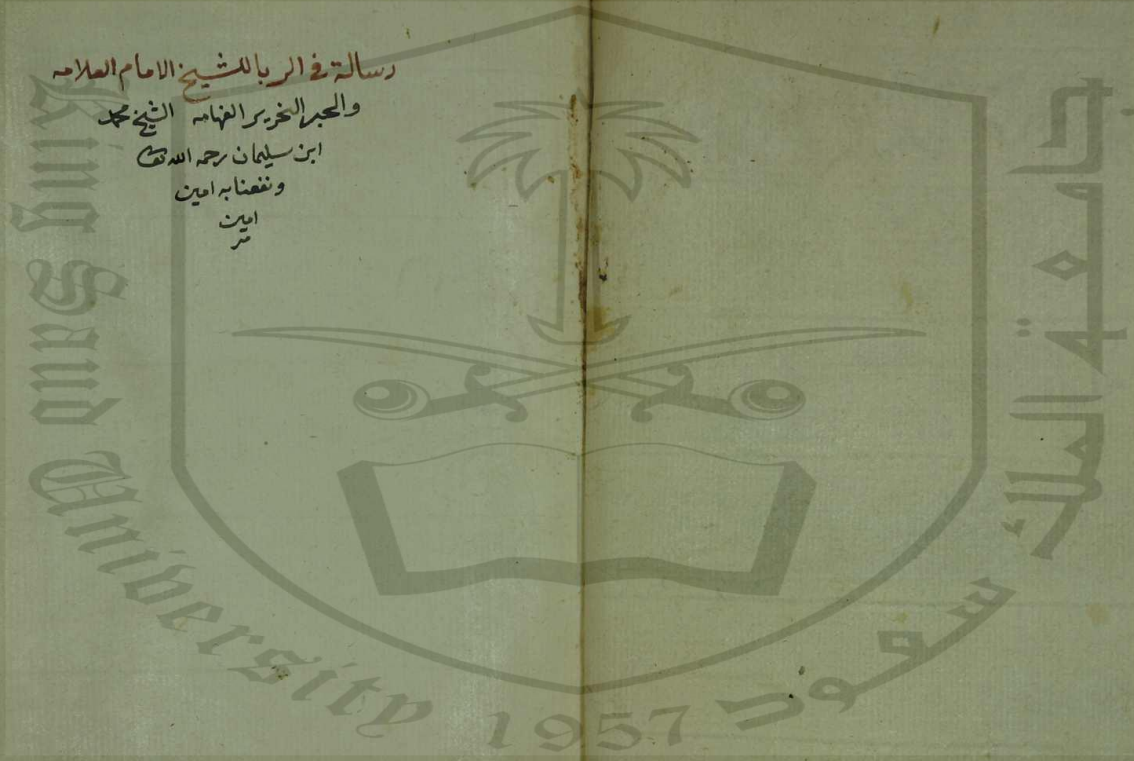 رسالة في الربا للشيخ الامام العلامه
والحبر النحرير الفهامه الشيخ محمد
ابن سليمان رحمه الله تعالى
ونفعنا به امين
امين
جامعة الملك سعود
King Saud University 1957